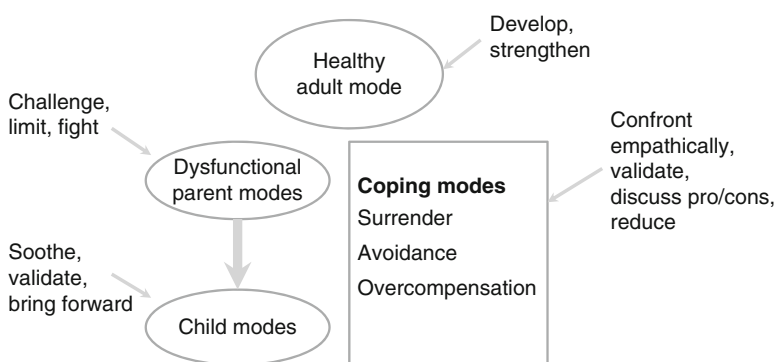 Healthy
adult mode
Develop,
strengthen
Challenge,
limit, fight
Dysfunctional
parent modes
Coping modes
Surrender
Avoidance
Overcompensation
Confront
empathically,
validate,
discuss pro/cons,
reduce
Soothe,
validate,
bring forward
Child modes